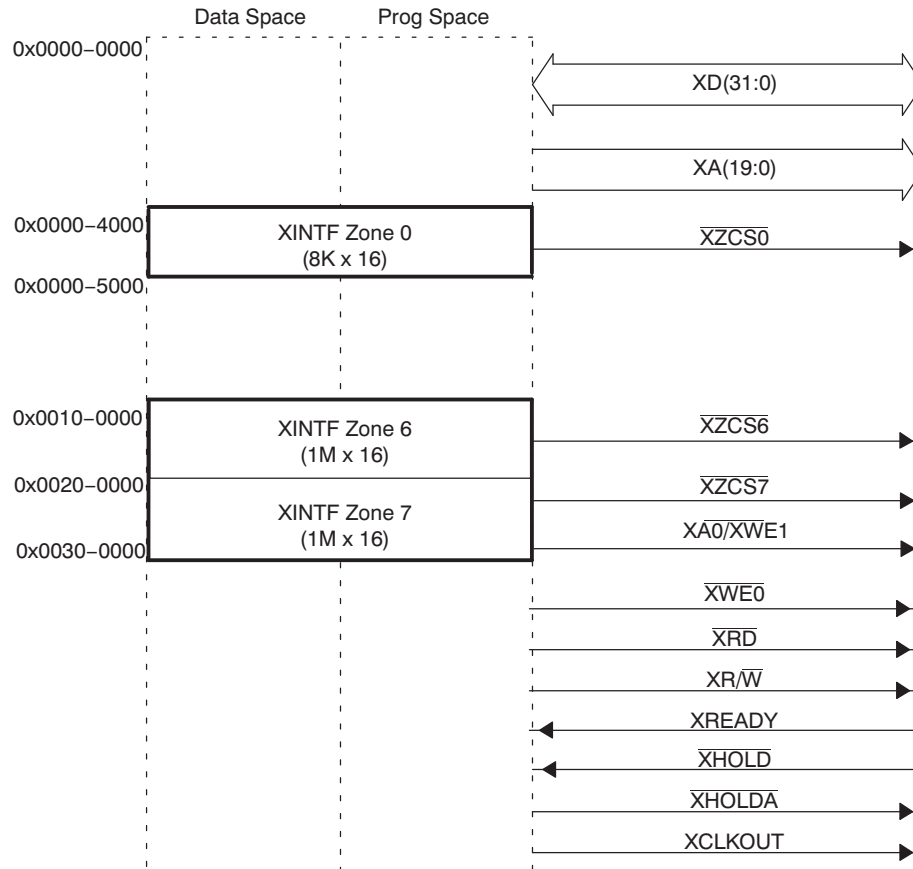 Data Space
Prog Space
0x0000–0000
XD(31:0)
XA(19:0)
0x0000–4000
XINTF Zone 0
(8K x 16)
XZCS0
0x0000–5000
0x0010–0000
XINTF Zone 6
(1M x 16)
XZCS6
0x0020–0000
XZCS7
XINTF Zone 7
(1M x 16)
XA0/XWE1
0x0030–0000
XWE0
XRD
XR/W
XREADY
XHOLD
XHOLDA
XCLKOUT